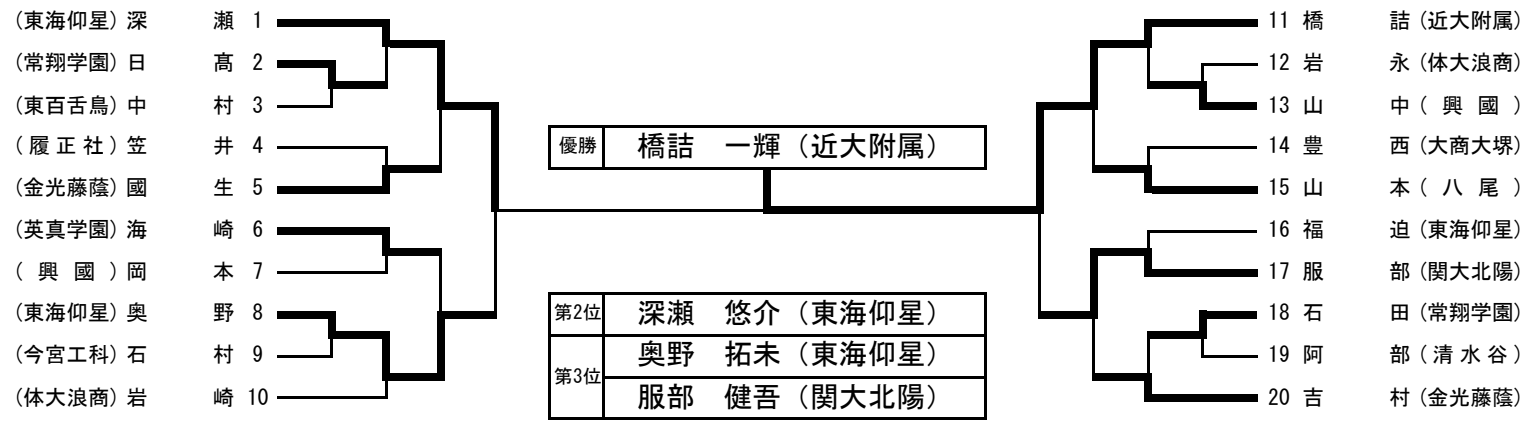 (東海仰星) 深 瀬 1
(常翔学園) 日 髙 2
(東百舌鳥) 中 村 3
(履正社) 笠 井 4
(金光藤蔭) 國 生 5
(英真学園) 海 崎 6
(興國) 岡 本 7
(東海仰星) 奥 野 8
(今宮工科) 石 村 9
(体大浪商) 岩 崎 10
優勝 橋詰 一輝 (近大附属)
第2位 深瀬 悠介 (東海仰星)
第3位 奥野 拓未 (東海仰星)
服部 健吾 (関大北陽)
11 橋 詰 (近大附属)
12 岩 永 (体大浪商)
13 山 中 (興國)
14 豊 西 (大商大堺)
15 山 本 (八尾)
16 福 迫 (東海仰星)
17 服 部 (関大北陽)
18 石 田 (常翔学園)
19 阿 部 (清水谷)
20 吉 村 (金光藤蔭)